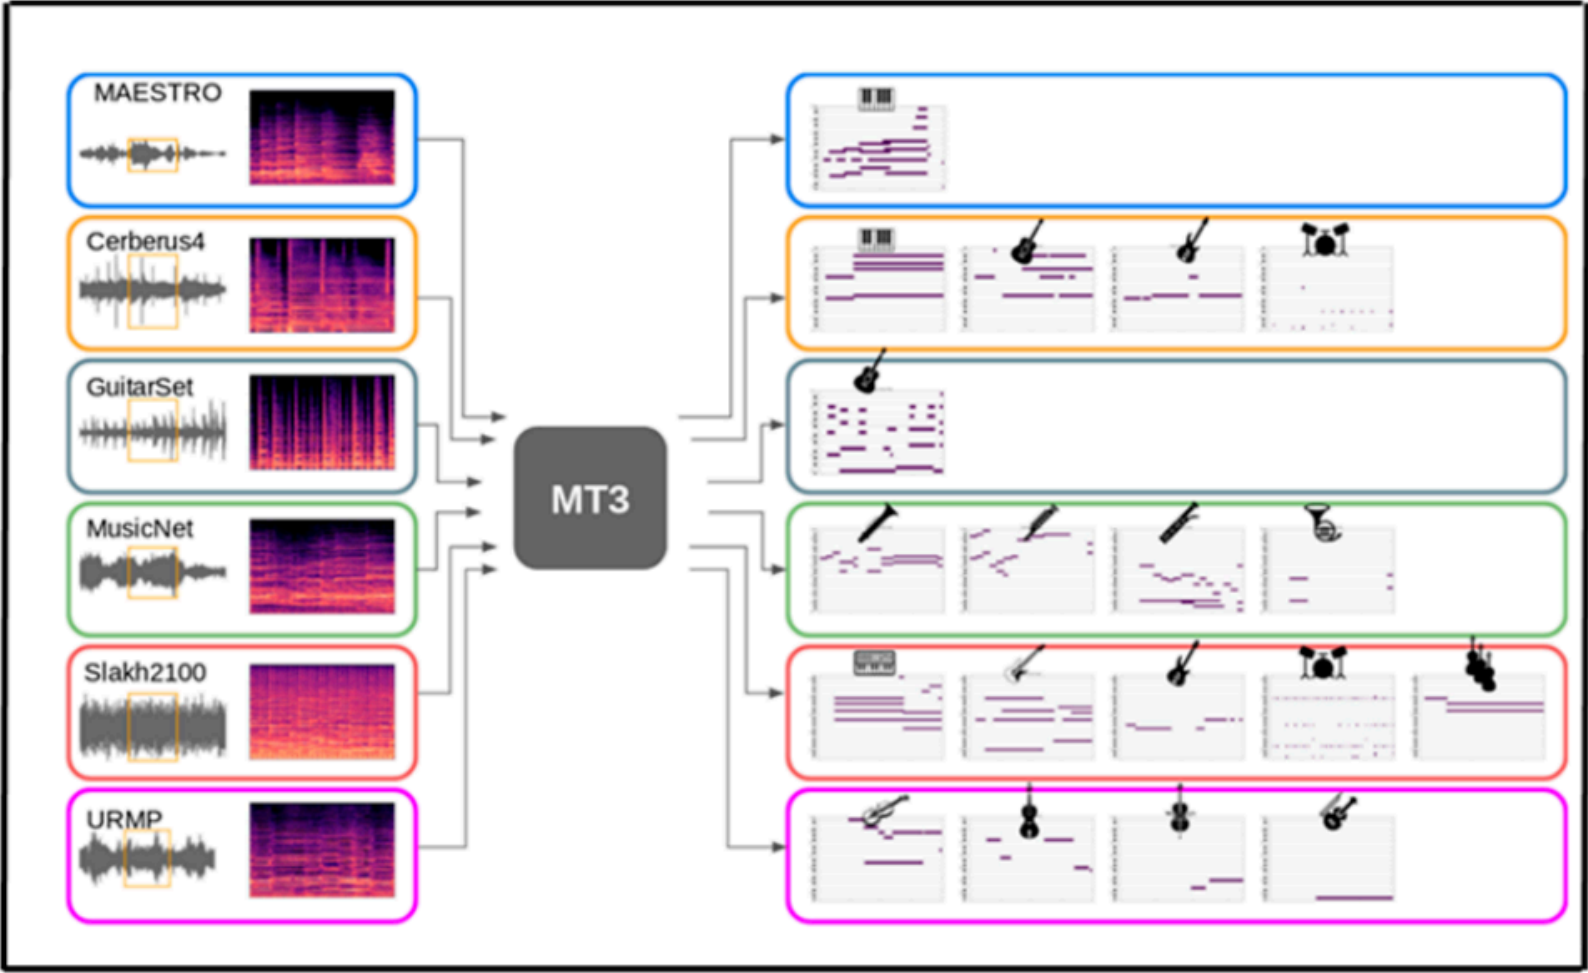 MAESTRO
Cerberus4
GuitarSet
MT3
MusicNet
Slakh2100
URMP